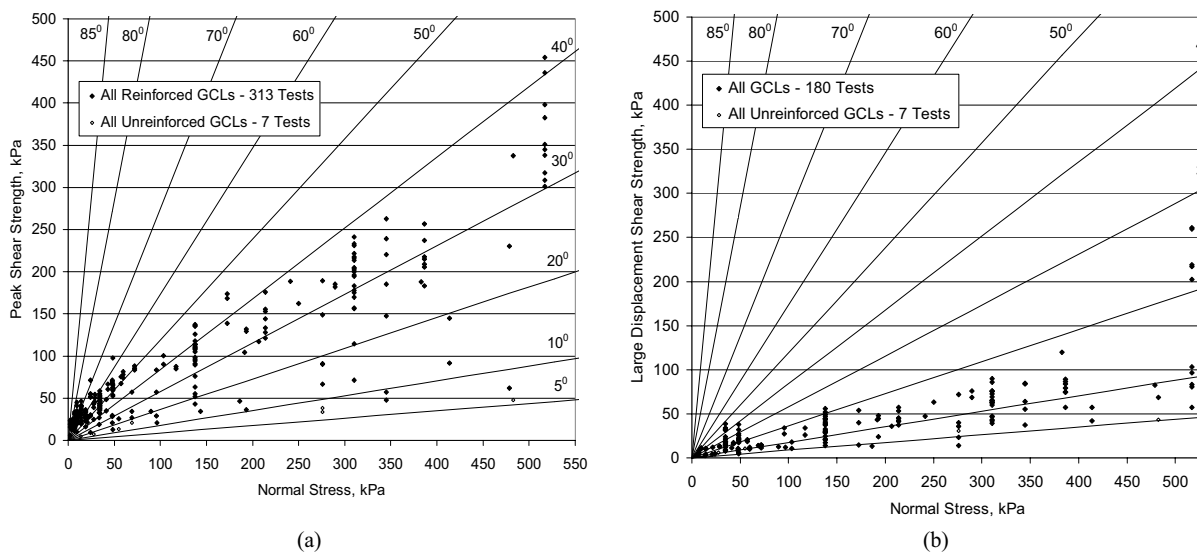 85⁰ 80⁰ 70⁰ 60⁰ 50⁰
40⁰
30⁰
20⁰
10⁰
5⁰
All Reinforced GCLs - 313 Tests
All Unreinforced GCLs - 7 Tests
Peak Shear Strength, kPa
500
450
400
350
300
250
200
150
100
50
0
0 50 100 150 200 250 300 350 400 450 500 550
Normal Stress, kPa
(a)
85⁰ 80⁰ 70⁰ 60⁰ 50⁰
All GCLs - 180 Tests
All Unreinforced GCLs - 7 Tests
Large Displacement Shear Strength, kPa
500
450
400
350
300
250
200
150
100
50
0
0 50 100 150 200 250 300 350 400 450 500
Normal Stress, kPa
(b)